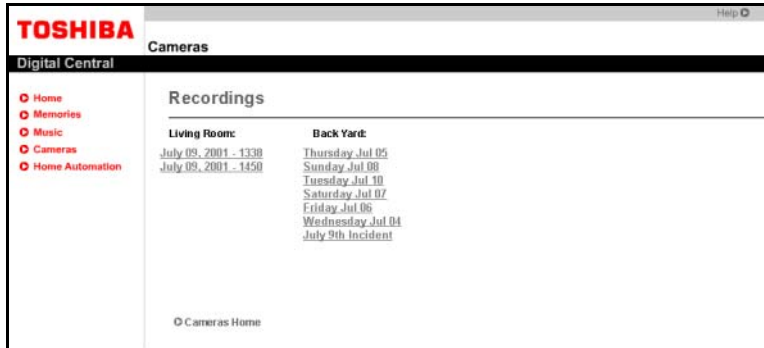 Help
TOSHIBA
Cameras
Digital Central
Home
Memories
Music
Cameras
Home Automation
Recordings
Living Room:
July 09, 2001 - 1338
July 09, 2001 - 1450
Back Yard:
Thursday Jul 05
Sunday Jul 08
Tuesday Jul 10
Saturday Jul 07
Friday Jul 06
Wednesday Jul 04
July 9th Incident
Cameras Home